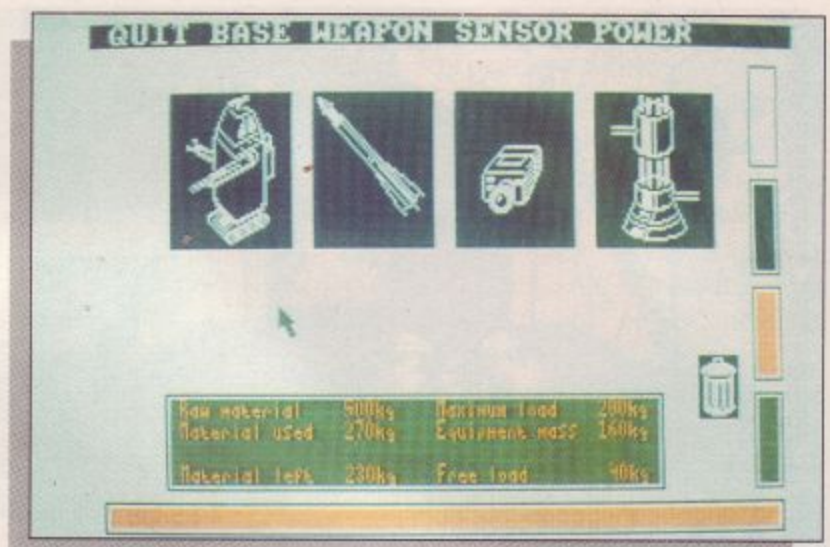 QUIT BASE WEAPON SENSOR POWER
Raw material 500kg Maximum load 200kg
Material used 270kg Equipment mass 160kg
Material left 230kg Free load 40kg